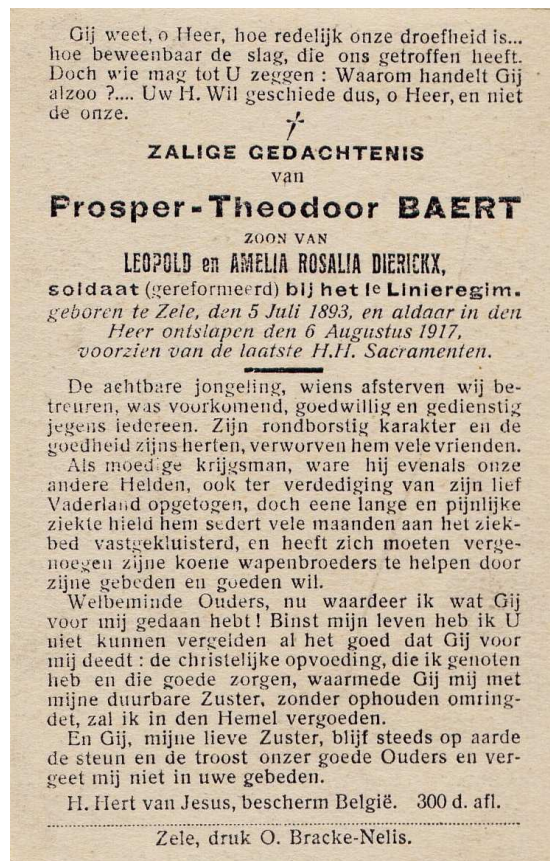 Gij weet, o Heer, hoe redelijk onze droefheid is...
hoe beweenbaar de slag, die ons getroffen heeft.
Doch wie mag tot U zeggen : Waarom handelt Gij
alzoo ?.... Uw H. Wil geschiede dus, o Heer, en niet
de onze.
†
ZALIGE GEDACHTENIS
van
Prosper-Theodoor BAERT
ZOON VAN
LEOPOLD en AMELIA ROSALIA DIERICKX,
soldaat (gereformeerd) bij het 1e Linieregim.
geboren te Zele, den 5 Juli 1893, en aldaar in den
Heer ontslapen den 6 Augustus 1917,
voorzien van de laatste H.H. Sacramenten.
De achtbare jongeling, wiens afsterven wij be-
treuren, was voorkomend, goedwillig en gedienstig
jegens iedereen. Zijn rondborstig karakter en de
goedheid zijns herten, verworven hem vele vrienden.
Als moedige krijgsman, ware hij evenals onze
andere Helden, ook ter verdediging van zijn lief
Vaderland opgetogen, doch eene lange en pijnlijke
ziekte hield hem sedert vele maanden aan het ziek-
bed vastgekluisterd, en heeft zich moeten verge-
noegen zijne koene wapenbroeders te helpen door
zijne gebeden en goeden wil.
Welbeminde Ouders, nu waardeer ik wat Gij
voor mij gedaan hebt ! Binst mijn leven heb ik U
niet kunnen vergelden al het goed dat Gij voor
mij deedt : de christelijke opvoeding, die ik genoten
heb en die goede zorgen, waarmede Gij mij met
mijne duurbare Zuster, zonder ophouden omring-
det, zal ik in den Hemel vergoeden.
En Gij, mijne lieve Zuster, blijf steeds op aarde
de steun en de troost onzer goede Ouders en ver-
geet mij niet in uwe gebeden.
H. Hert van Jesus, bescherm België. 300 d. afl.
Zele, druk O. Bracke-Nelis.